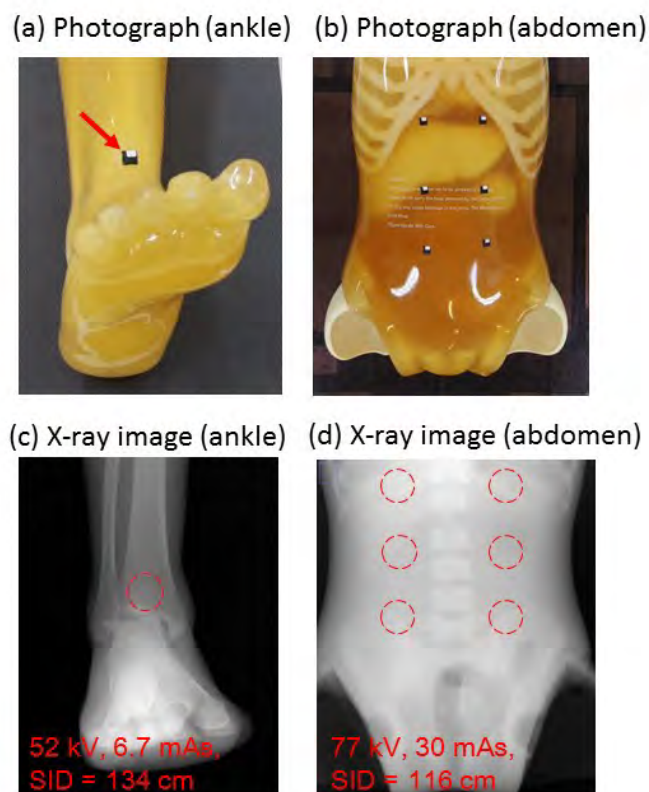 (a) Photograph (ankle)
(b) Photograph (abdomen)
(c) X-ray image (ankle)
(d) X-ray image (abdomen)
52 kV, 6.7 mAs,
SID = 134 cm
77 kV, 30 mAs,
SID = 116 cm